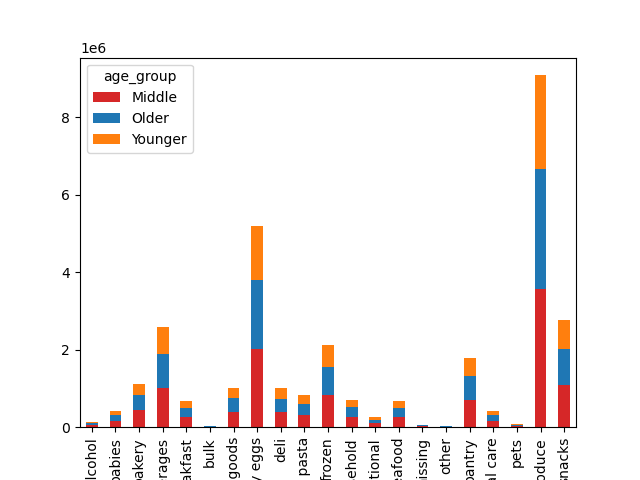 1e6
age_group
Middle
Older
Younger
8
6
4
2
0
lcohol
babies
bakery
rages
akfast
bulk
goods
y eggs
deli
pasta
frozen
ehold
tional
eafood
issing
other
pantry
l care
pets
oduce
snacks